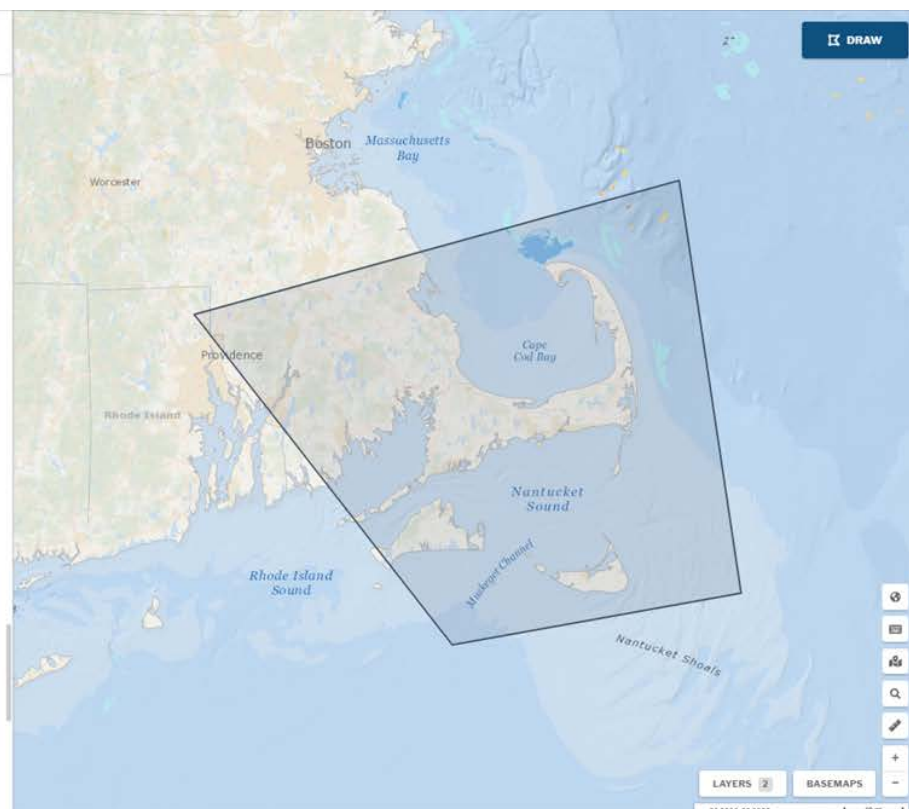 DRAW
Boston
Massachusetts
Bay
Worcester
Cape
Cod Bay
Providence
Rhode Island
Nantucket
Sound
Muskeget Channel
Rhode Island
Sound
Nantucket Shoals
+
LAYERS 2
BASEMAPS
−